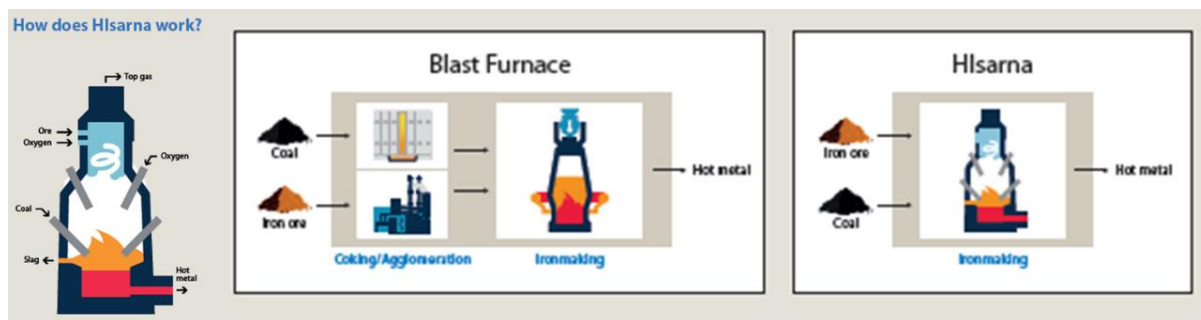 How does HIsarna work?
Top gas
Ore
Oxygen
Oxygen
Coal
Slag
Hot
metal
Blast Furnace
Coal
Iron ore
Hot metal
Coking/Agglomeration
Ironmaking
HIsarna
Iron ore
Coal
Hot metal
Ironmaking